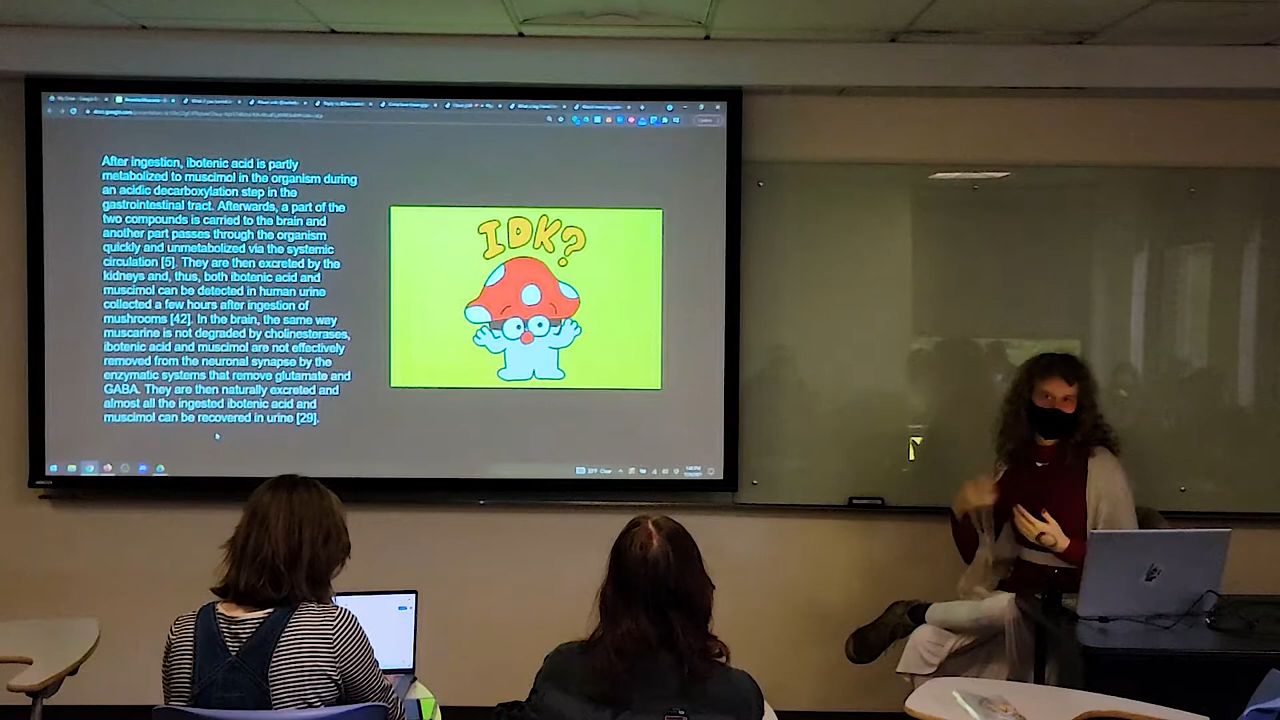 After ingestion, ibotenic acid is partly
metabolized to muscimol in the organism during
an acidic decarboxylation step in the
gastrointestinal tract. Afterwards, a part of the
two compounds is carried to the brain and
another part passes through the organism
quickly and unmetabolized via the systemic
circulation [5]. They are then excreted by the
kidneys and, thus, both ibotenic acid and
muscimol can be detected in human urine
collected a few hours after ingestion of
mushrooms [42]. In the brain, the same way
muscarine is not degraded by cholinesterases,
ibotenic acid and muscimol are not effectively
removed from the neuronal synapse by the
enzymatic systems that remove glutamate and
GABA. They are then naturally excreted and
almost all the ingested ibotenic acid and
muscimol can be recovered in urine [29].
IDK?